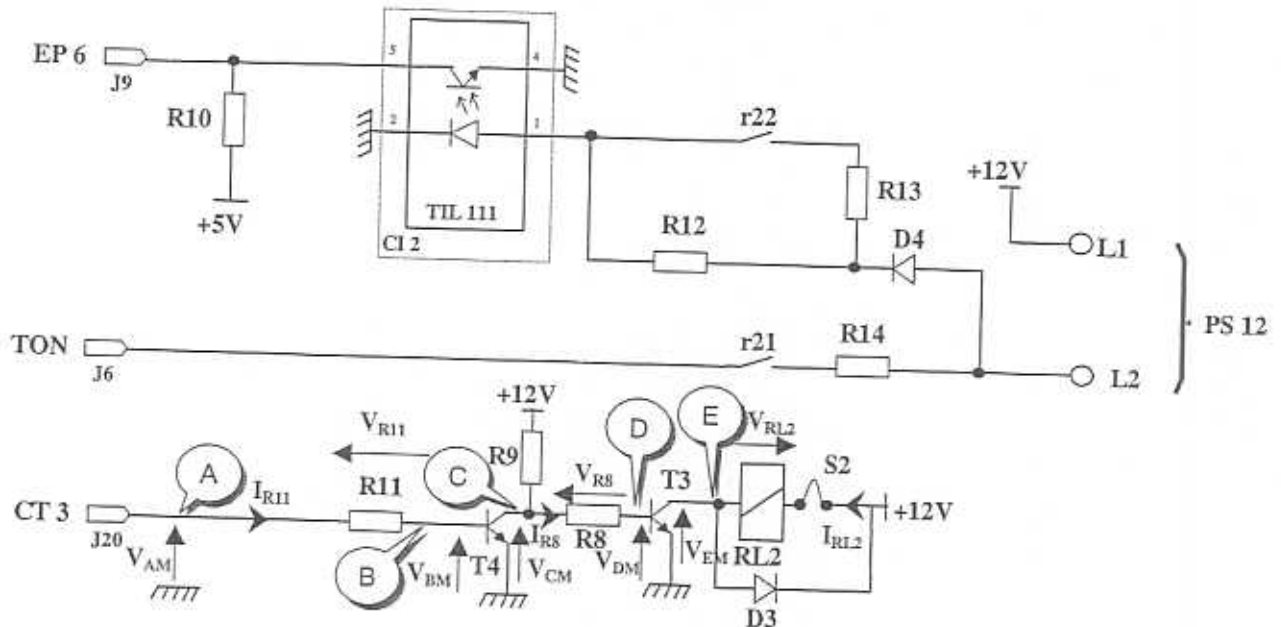 EP 6
J9
R10
+5V
5
4
2
1
TIL 111
CI 2
r22
R13
+12V
R12
D4
L1
PS 12
TON
J6
r21
R14
L2
+12V
VR11
R9
D
E
VRL2
A
C
VR8
T3
S2
CT 3
IR11
R11
+12V
J20
IR8
R8
IRL2
VAM
B
VBM
T4
VCM
VDM
VEM
RL2
D3